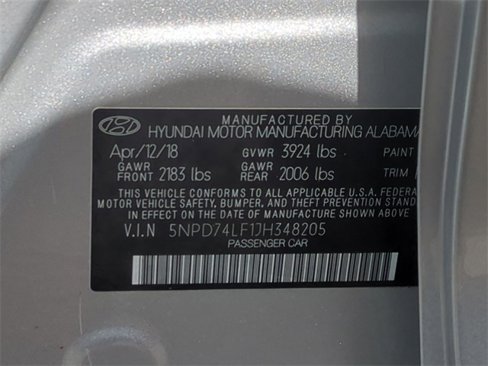 MANUFACTURED BY
HYUNDAI MOTOR MANUFACTURING ALABAMA
Apr/12/18 GVWR 3924 lbs PAINT
GAWR FRONT 2183 lbs GAWR REAR 2006 lbs TRIM
THIS VEHICLE CONFORMS TO ALL APPLICABLE U.S.A. FEDERA
MOTOR VEHICLE SAFETY, BUMPER, AND THEFT PREVENTION STAND
IN EFFECT ON THE DATE OF MANUFACTURE SHOWN ABOVE
V.I.N 5NPD74LF1JH348205
PASSENGER CAR